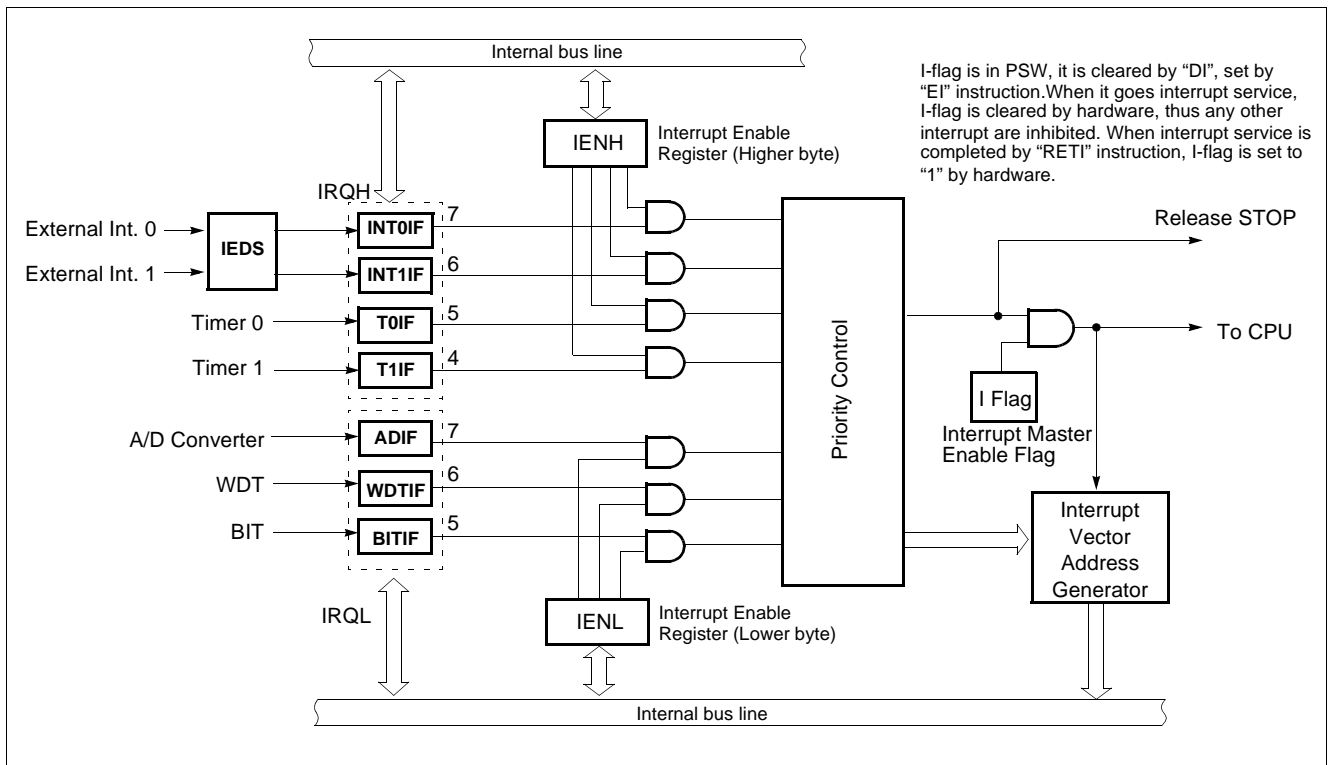 Internal bus line
I-flag is in PSW, it is cleared by “DI”, set by
“EI” instruction.When it goes interrupt service,
I-flag is cleared by hardware, thus any other
interrupt are inhibited. When interrupt service is
completed by “RETI” instruction, I-flag is set to
“1” by hardware.
IENH
Interrupt Enable
Register (Higher byte)
IRQH
External Int. 0
External Int. 1
IEDS
INT0IF
7
INT1IF
6
Timer 0
T0IF
5
Timer 1
T1IF
4
A/D Converter
ADIF
7
WDT
WDTIF
6
BIT
BITIF
5
IRQL
IENL
Interrupt Enable
Register (Lower byte)
Priority Control
Release STOP
To CPU
I Flag
Interrupt Master
Enable Flag
Interrupt
Vector
Address
Generator
Internal bus line